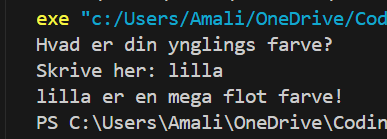 exe "c:/Users/Amali/OneDrive/Cod
Hvad er din ynglings farve?
Skrive her: lilla
lilla er en mega flot farve!
PS C:\Users\Amali\OneDrive\Codin